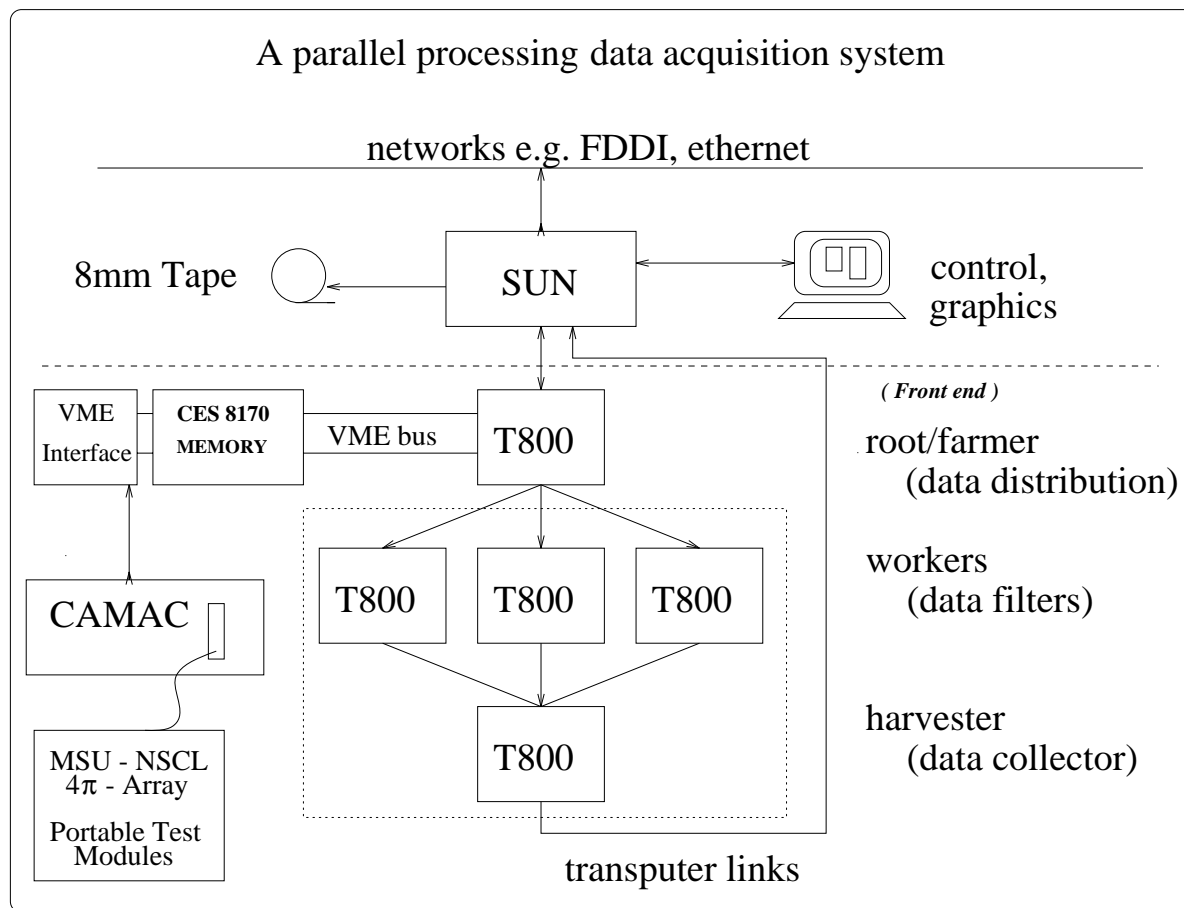 A parallel processing data acquisition system
networks e.g. FDDI, ethernet
8mm Tape
SUN
control,
graphics
( Front end )
VME
Interface
CES 8170
MEMORY
VME bus
T800
root/farmer
(data distribution)
T800
T800
T800
workers
(data filters)
CAMAC
T800
harvester
(data collector)
MSU - NSCL
4π - Array
Portable Test
Modules
transputer links